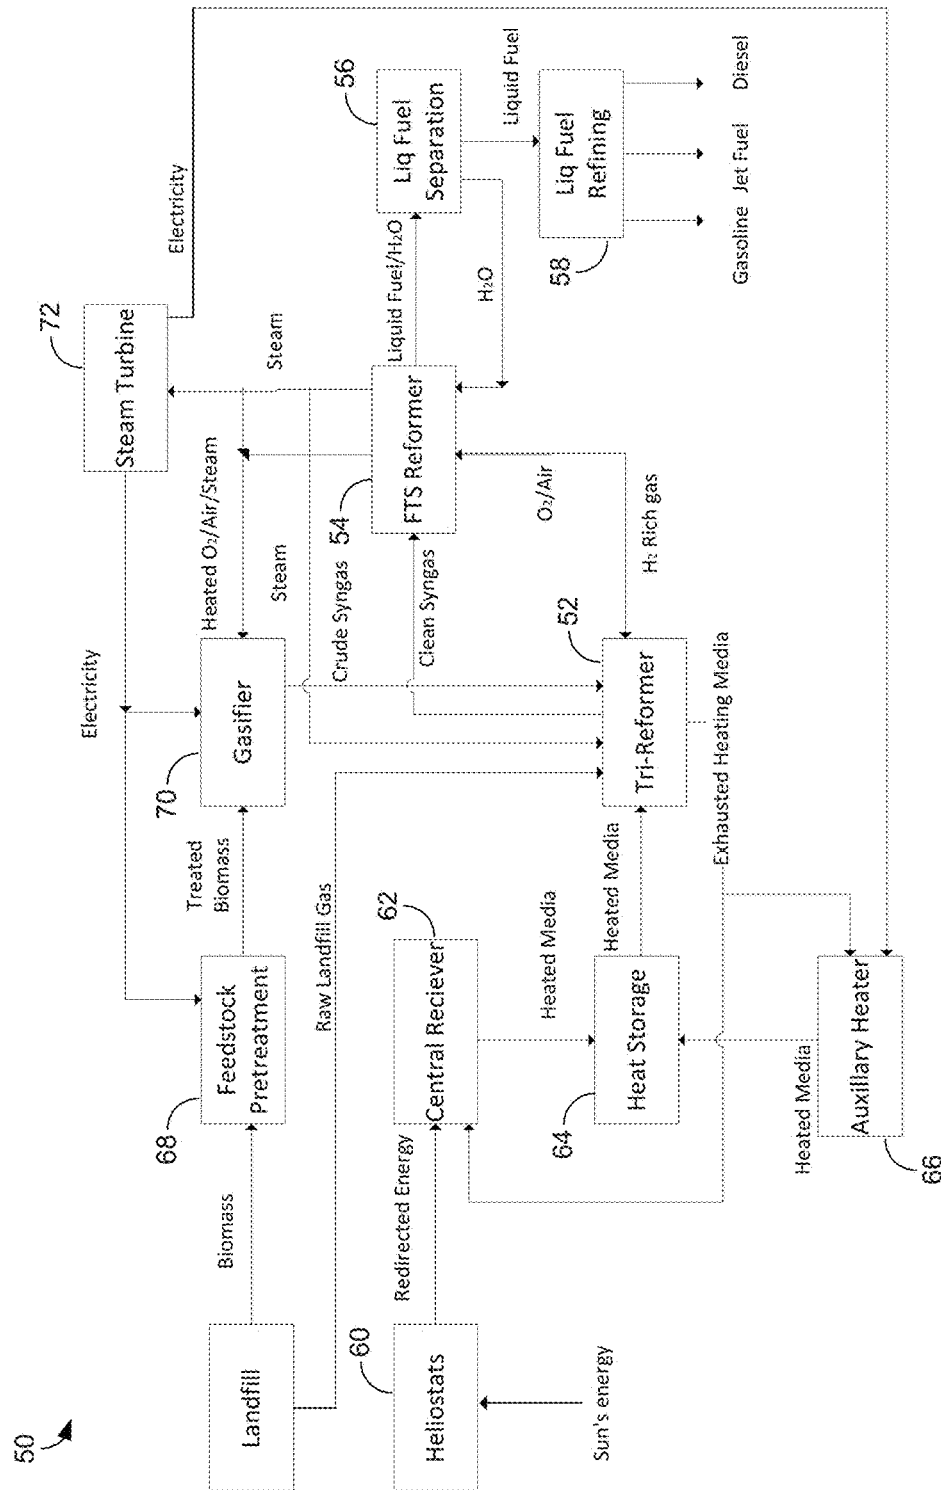 50
Landfill
Biomass
68
Feedstock
Pretreatment
Treated
Biomass
70
Gasifier
Electricity
Steam Turbine
72
Electricity
Heated O₂/Air/Steam
Steam
Steam
Crude Syngas
Clean Syngas
Raw Landfill Gas
54
FTS Reformer
Liquid Fuel/H₂O
56
Liq Fuel
Separation
H₂O
Liquid Fuel
58
Liq Fuel
Refining
Gasoline
Jet Fuel
Diesel
60
Heliostats
Sun's energy
Redirected Energy
62
Central Reciever
Heated Media
64
Heat Storage
Heated Media
52
Tri-Reformer
O₂/Air
H₂ Rich gas
Exhausted Heating Media
Heated Media
Auxillary Heater
66